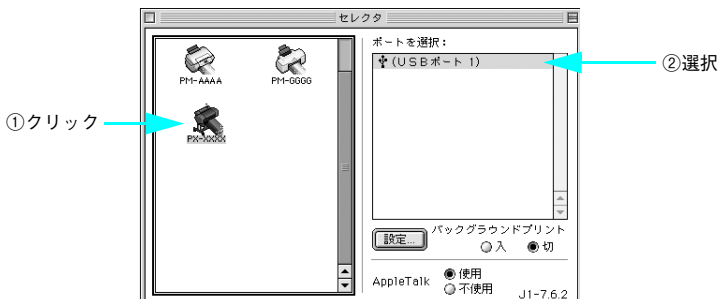 セレクタ
PM-AAAA
PM-GGGG
PX-XXXX
①クリック
ポートを選択：
(USBポート 1)
②選択
設定...
バックグラウンドプリント
入 切
AppleTalk
使用
不使用
J1-7.6.2